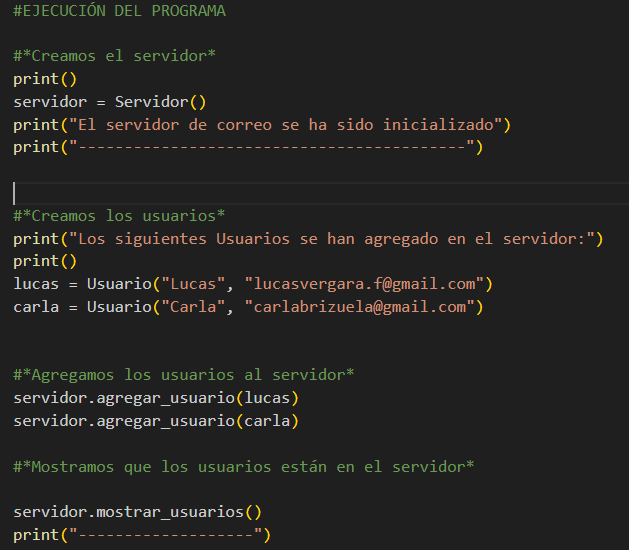 #EJECUCIÓN DEL PROGRAMA
#*Creamos el servidor*
print()
servidor = Servidor()
print("El servidor de correo se ha sido inicializado")
print("------------------------------------------")
#*Creamos los usuarios*
print("Los siguientes Usuarios se han agregado en el servidor:")
print()
lucas = Usuario("Lucas", "lucasvergara.f@gmail.com")
carla = Usuario("Carla", "carlabrizuela@gmail.com")
#*Agregamos los usuarios al servidor*
servidor.agregar_usuario(lucas)
servidor.agregar_usuario(carla)
#*Mostramos que los usuarios están en el servidor*
servidor.mostrar_usuarios()
print("-------------------")